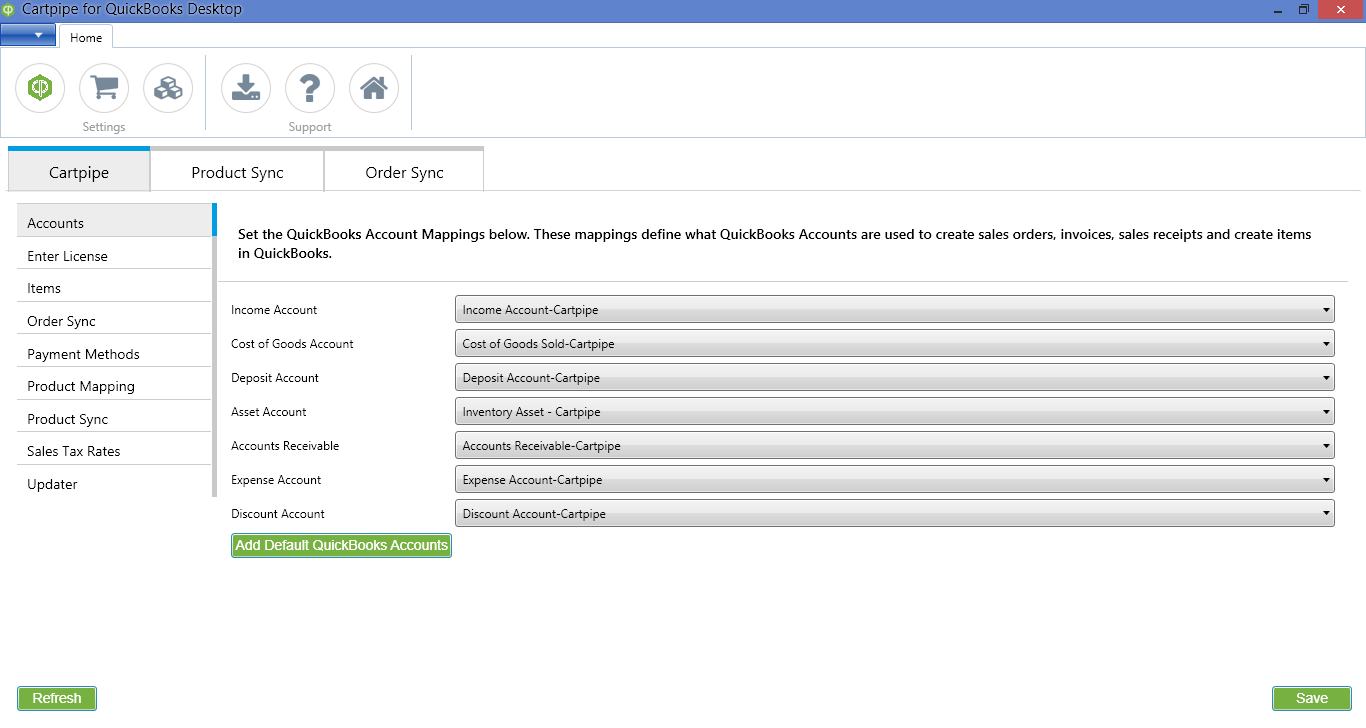 Cartpipe for QuickBooks Desktop
Home
Settings
Support
Cartpipe
Product Sync
Order Sync
Accounts
Enter License
Items
Order Sync
Payment Methods
Product Mapping
Product Sync
Sales Tax Rates
Updater
Set the QuickBooks Account Mappings below. These mappings define what QuickBooks Accounts are used to create sales orders, invoices, sales receipts and create items
in QuickBooks.
Income Account
Income Account-Cartpipe
Cost of Goods Account
Cost of Goods Sold-Cartpipe
Deposit Account
Deposit Account-Cartpipe
Asset Account
Inventory Asset - Cartpipe
Accounts Receivable
Accounts Receivable-Cartpipe
Expense Account
Expense Account-Cartpipe
Discount Account
Discount Account-Cartpipe
Add Default QuickBooks Accounts
Refresh
Save